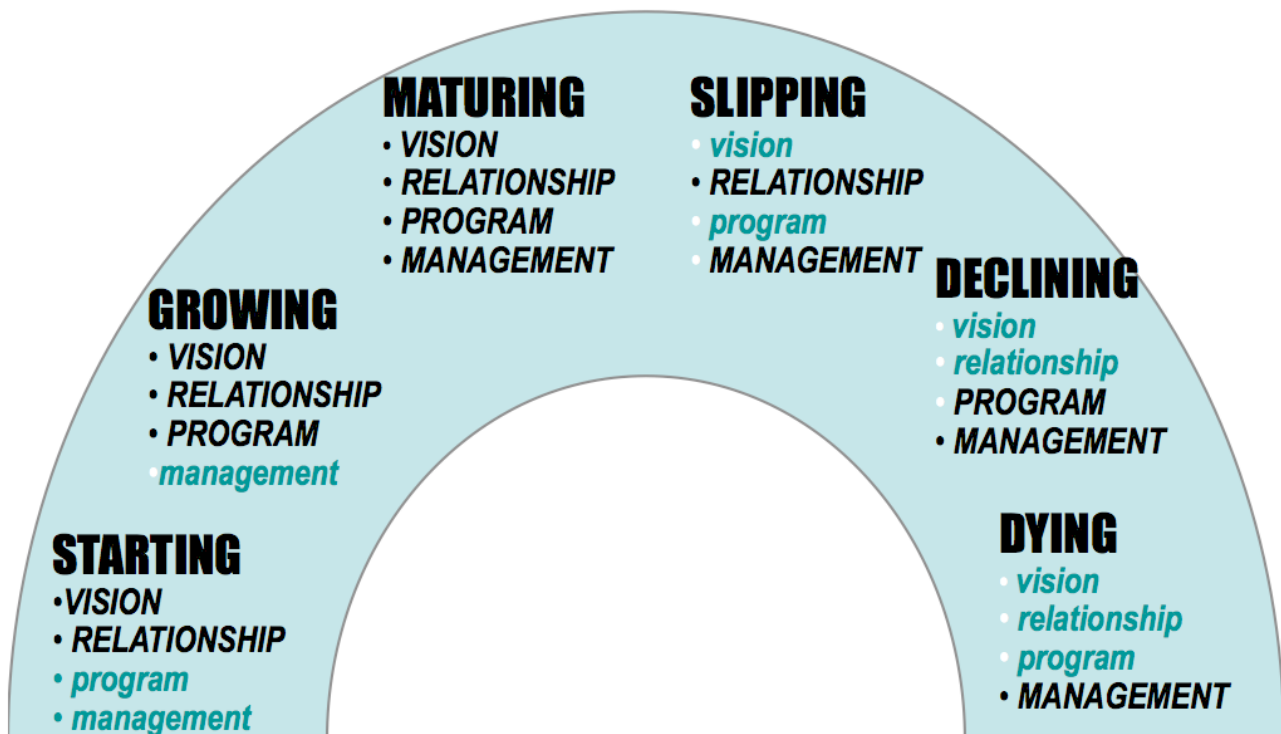 STARTING
•VISION
• RELATIONSHIP
• program
• management
GROWING
• VISION
• RELATIONSHIP
• PROGRAM
•management
MATURING
• VISION
• RELATIONSHIP
• PROGRAM
• MANAGEMENT
SLIPPING
• vision
• RELATIONSHIP
• program
• MANAGEMENT
DECLINING
• vision
• relationship
• PROGRAM
• MANAGEMENT
DYING
• vision
• relationship
• program
• MANAGEMENT